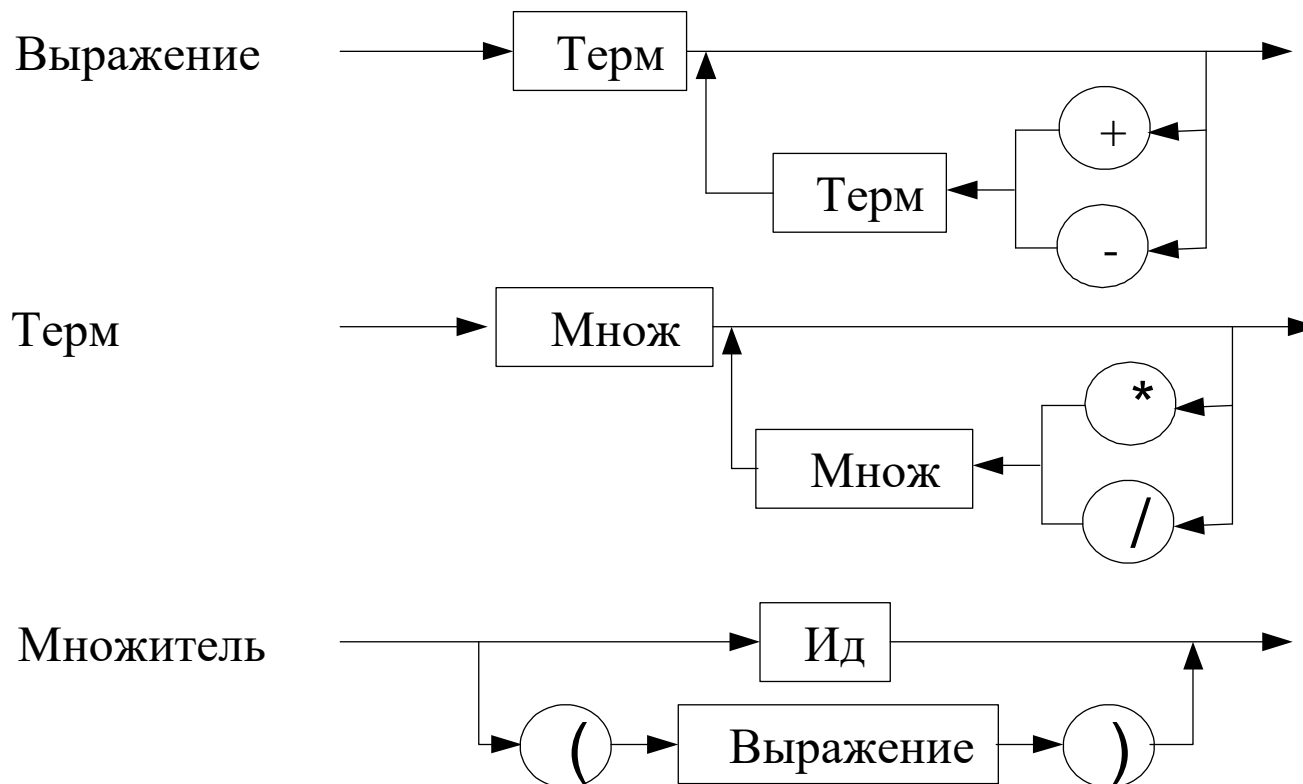 Выражение
Терм
+
Терм
-
Терм
Множ
*
Множ
/
Множитель
Ид
(
Выражение
)